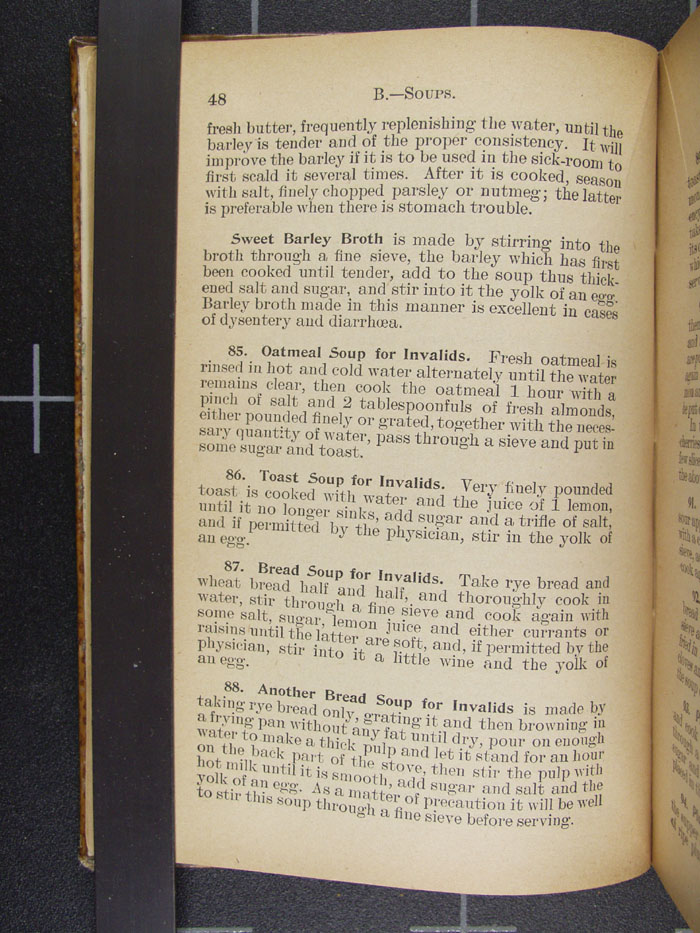 48
B.—Soups.
fresh butter, frequently replenishing the water, until the
barley is tender and of the proper consistency. It will
improve the barley if it is to be used in the sick-room to
first scald it several times. After it is cooked, season
with salt, finely chopped parsley or nutmeg; the latter
is preferable when there is stomach trouble.
Sweet Barley Broth is made by stirring into the
broth through a fine sieve, the barley which has first
been cooked until tender, add to the soup thus thick-
ened salt and sugar, and stir into it the yolk of an egg.
Barley broth made in this manner is excellent in cases
of dysentery and diarrhœa.
85. Oatmeal Soup for Invalids. Fresh oatmeal is
rinsed in hot and cold water alternately until the water
remains clear, then cook the oatmeal 1 hour with a
pinch of salt and 2 tablespoonfuls of fresh almonds,
either pounded finely or grated, together with the neces-
sary quantity of water, pass through a sieve and put in
some sugar and toast.
86. Toast Soup for Invalids. Very finely pounded
toast is cooked with water and the juice of 1 lemon,
until it no longer sinks, add sugar and a trifle of salt,
and if permitted by the physician, stir in the yolk of
an egg.
87. Bread Soup for Invalids. Take rye bread and
wheat bread half and half, and thoroughly cook in
water, stir through a fine sieve and cook again with
some salt, sugar, lemon juice and either currants or
raisins until the latter are soft, and, if permitted by the
physician, stir into it a little wine and the yolk of
an egg.
88. Another Bread Soup for Invalids is made by
taking rye bread only, grating it and then browning in
a frying pan without any fat until dry, pour on enough
water to make a thick pulp and let it stand for an hour
on the back part of the stove, then stir the pulp with
hot milk until it is smooth, add sugar and salt and the
yolk of an egg. As a matter of precaution it will be well
to stir this soup through a fine sieve before serving.